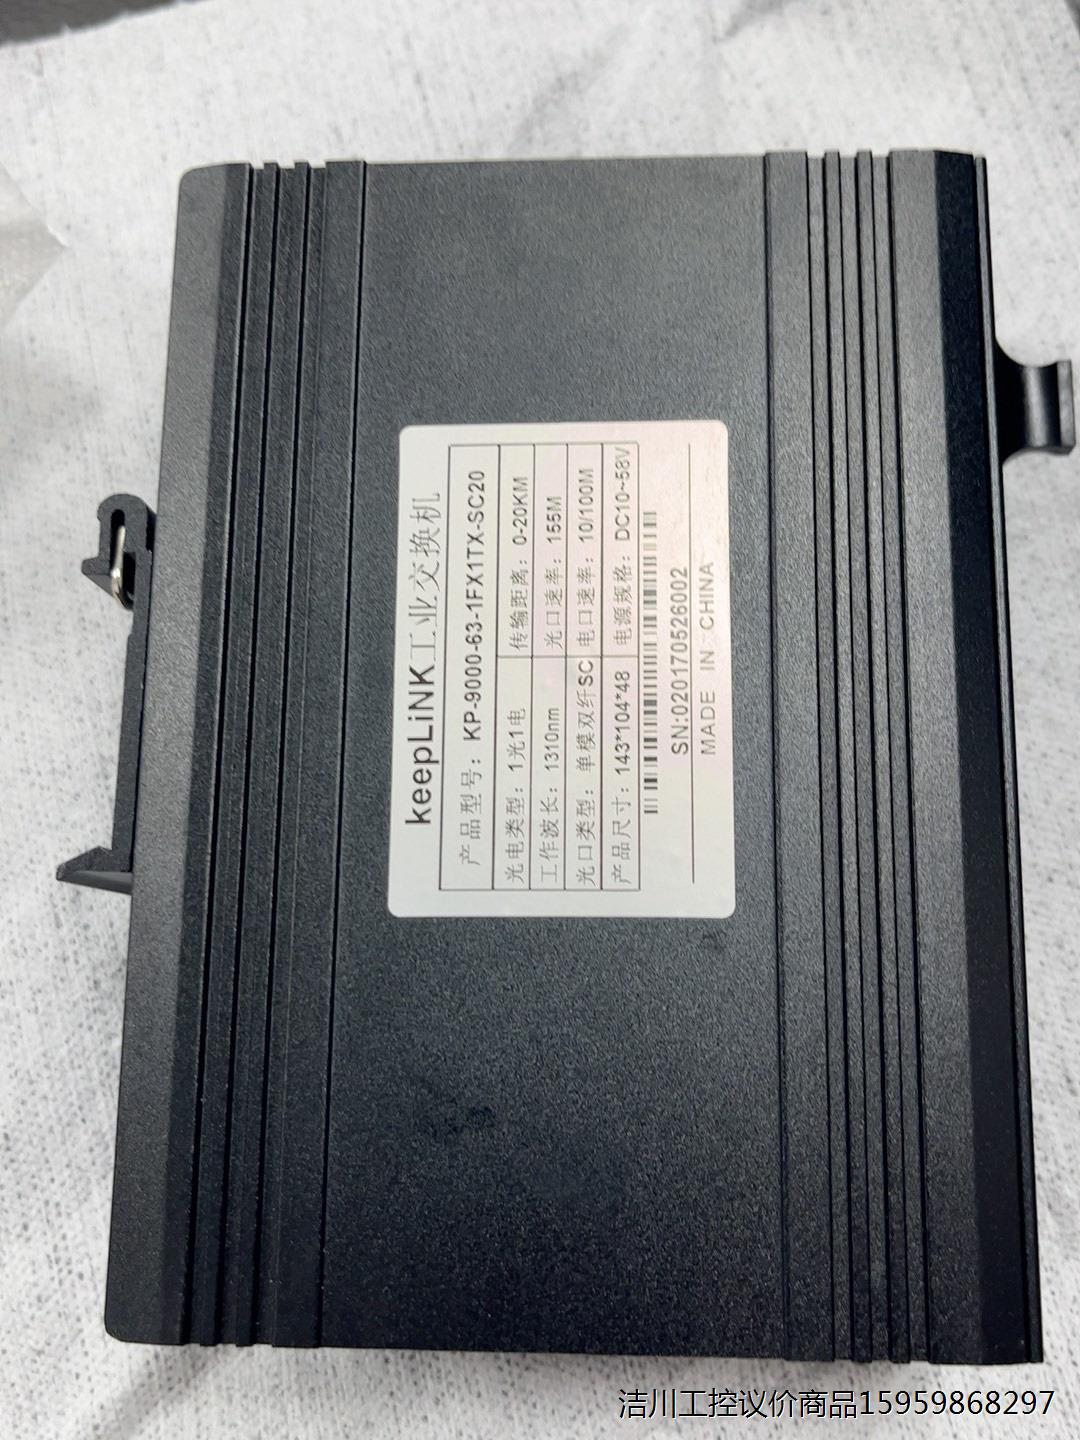 keepLiNK工业交换机
产品型号：KP-9000-63-1FX1TX-SC20
光电类型：1光1电 传输距离：0-20KM
工作波长：1310nm 光口速率：155M
光口类型：单模双纤SC 电口速率：10/100M
产品尺寸：143*104*48 电源规格：DC10~58V
SN:020170526002
MADE IN CHINA
洁川工控议价商品15959868297